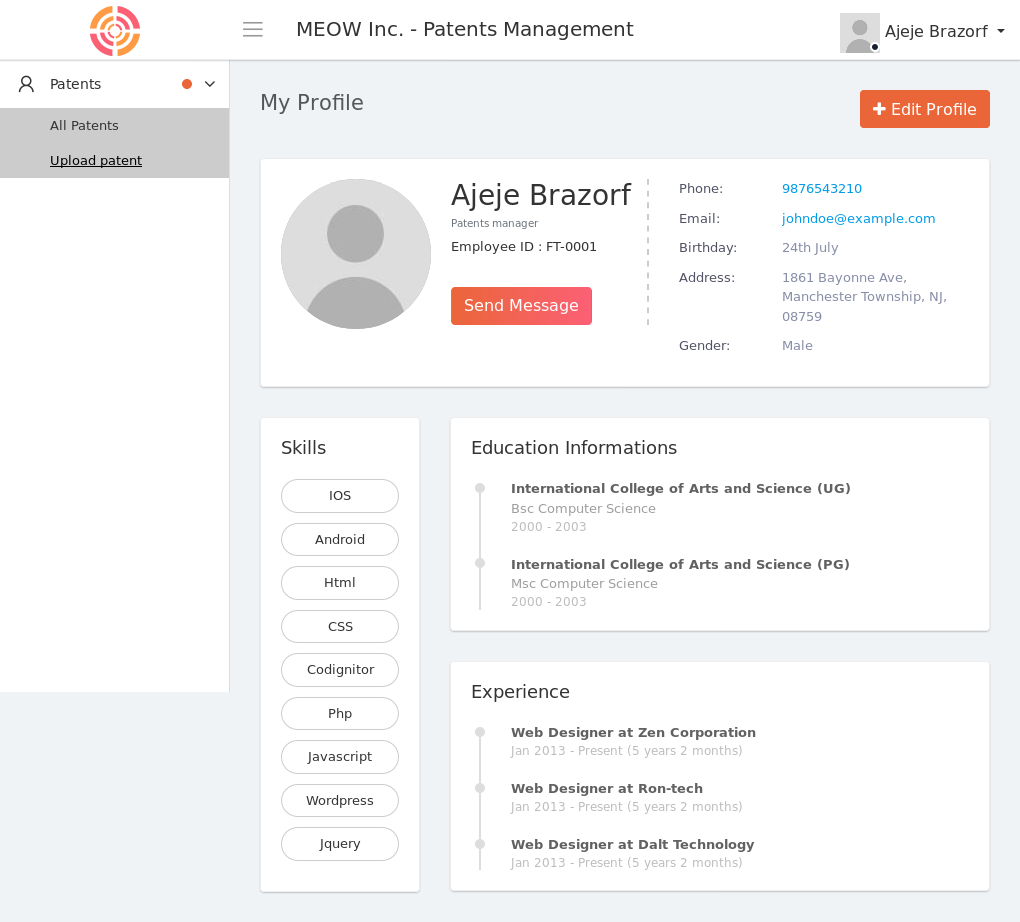 MEOW Inc. - Patents Management
Ajeje Brazorf
Patents
All Patents
Upload patent
My Profile
+ Edit Profile
Ajeje Brazorf
Patents manager
Employee ID : FT-0001
Send Message
Phone: 9876543210
Email: johndoe@example.com
Birthday: 24th July
Address: 1861 Bayonne Ave,
Manchester Township, NJ,
08759
Gender: Male
Skills
IOS
Android
Html
CSS
Codignitor
Php
Javascript
Wordpress
Jquery
Education Informations
International College of Arts and Science (UG)
Bsc Computer Science
2000 - 2003
International College of Arts and Science (PG)
Msc Computer Science
2000 - 2003
Experience
Web Designer at Zen Corporation
Jan 2013 - Present (5 years 2 months)
Web Designer at Ron-tech
Jan 2013 - Present (5 years 2 months)
Web Designer at Dalt Technology
Jan 2013 - Present (5 years 2 months)